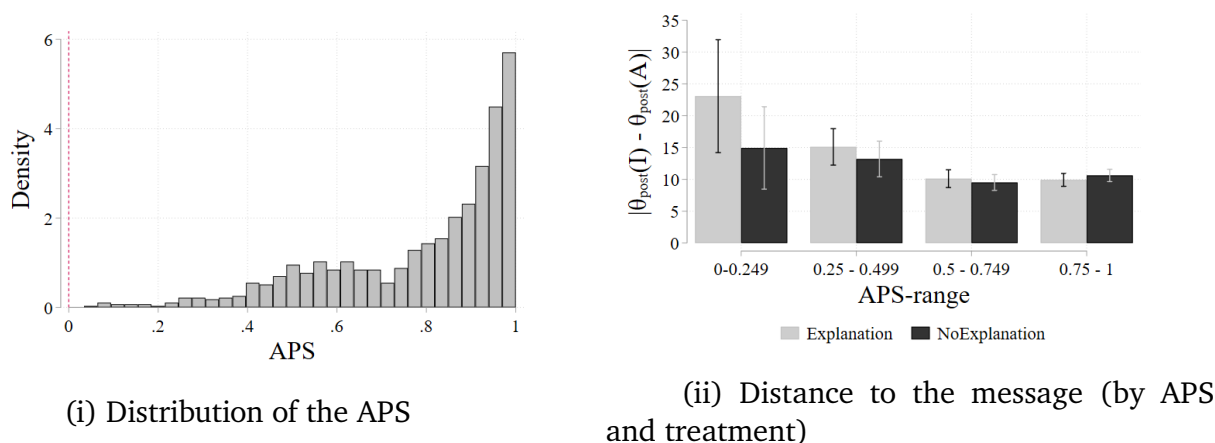 6
4
2
0
Density
0
.2
.4
.6
.8
1
APS
(i) Distribution of the APS
35
30
25
20
15
10
5
0
|θpost(I) - θpost(A)|
0-0.249
0.25 - 0.499
0.5 - 0.749
0.75 - 1
APS-range
Explanation
NoExplanation
(ii) Distance to the message (by APS
and treatment)